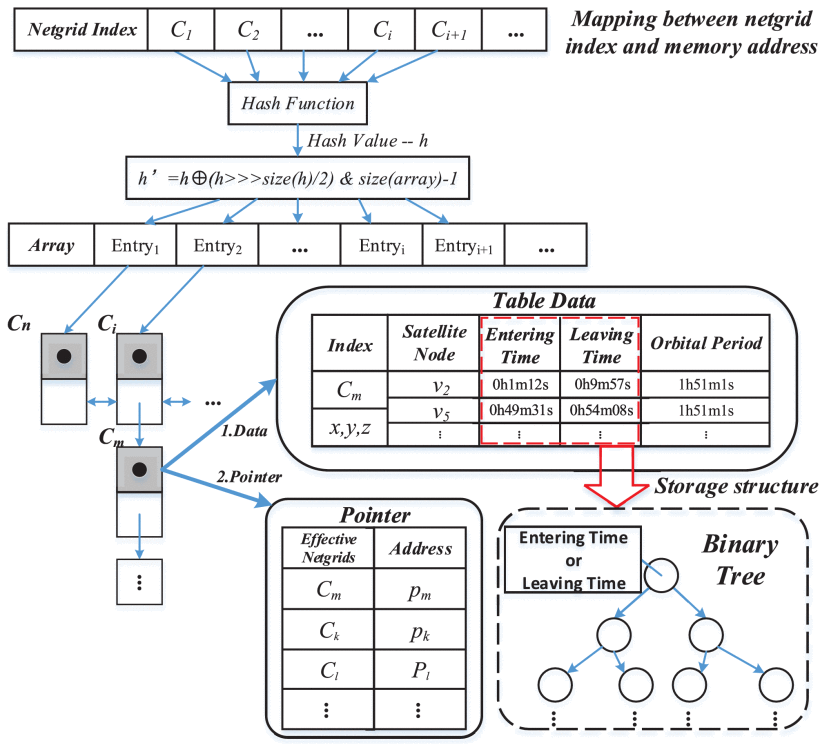 Netgrid Index C1 C2 ... Ci Ci+1 ...
Mapping between netgrid
index and memory address
Hash Function
Hash Value -- h
h’ =h⊕(h>>>size(h)/2) & size(array)-1
Array Entry1 Entry2 ... Entryi Entryi+1 ...
Cn
Ci
...
Cm
1.Data
2.Pointer
⋮
Table Data
Index Satellite Node Entering Time Leaving Time Orbital Period
Cm v2 0h1m12s 0h9m57s 1h51m1s
x,y,z v5 0h49m31s 0h54m08s 1h51m1s
⋮ ⋮ ⋮ ⋮
Storage structure
Pointer
Effective Netgrids Address
Cm pm
Ck pk
Cl Pl
⋮ ⋮
Entering Time
or
Leaving Time
Binary
Tree
⋮ ⋮ ⋮ ⋮